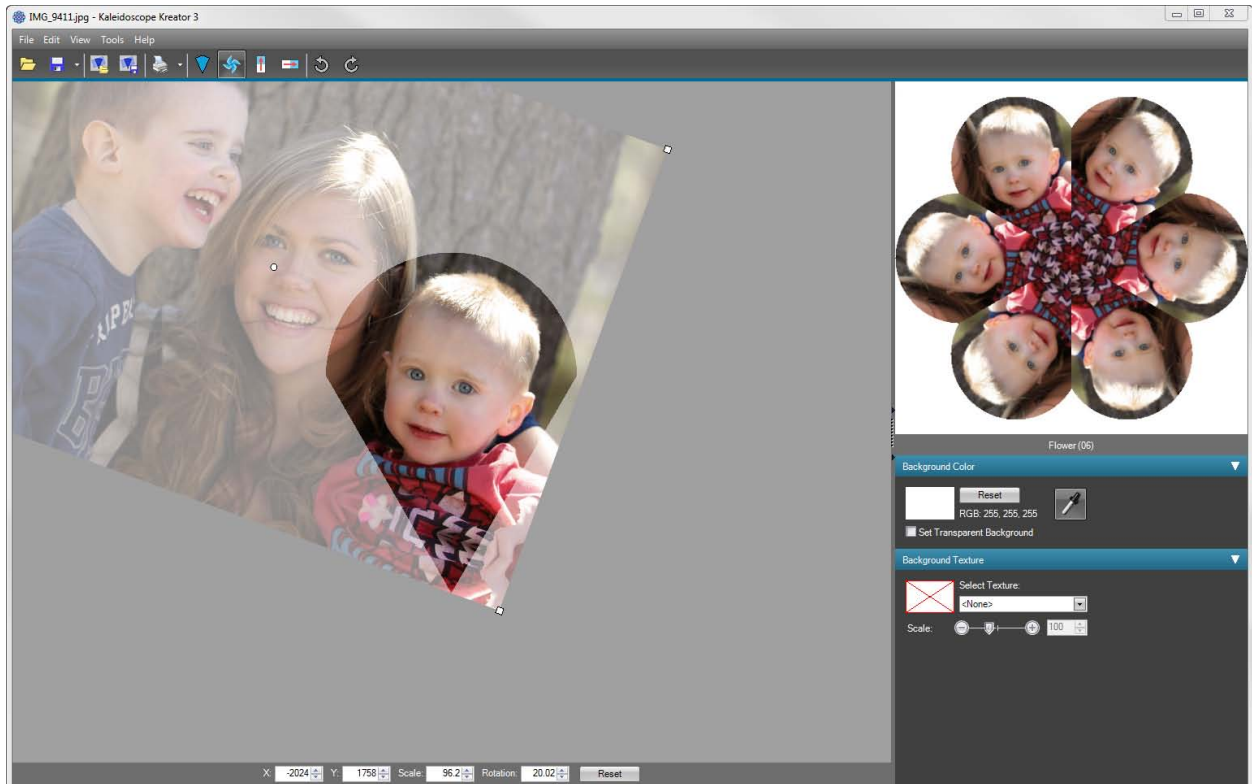 IMG_9411.jpg - Kaleidoscope Kreator 3
File Edit View Tools Help
Flower (06)
Background Color
Reset
RGB: 255, 255, 255
Set Transparent Background
Background Texture
Select Texture:
<None>
Scale: 100
X: -2024 Y: 1758 Scale: 96.2 Rotation: 20.02 Reset